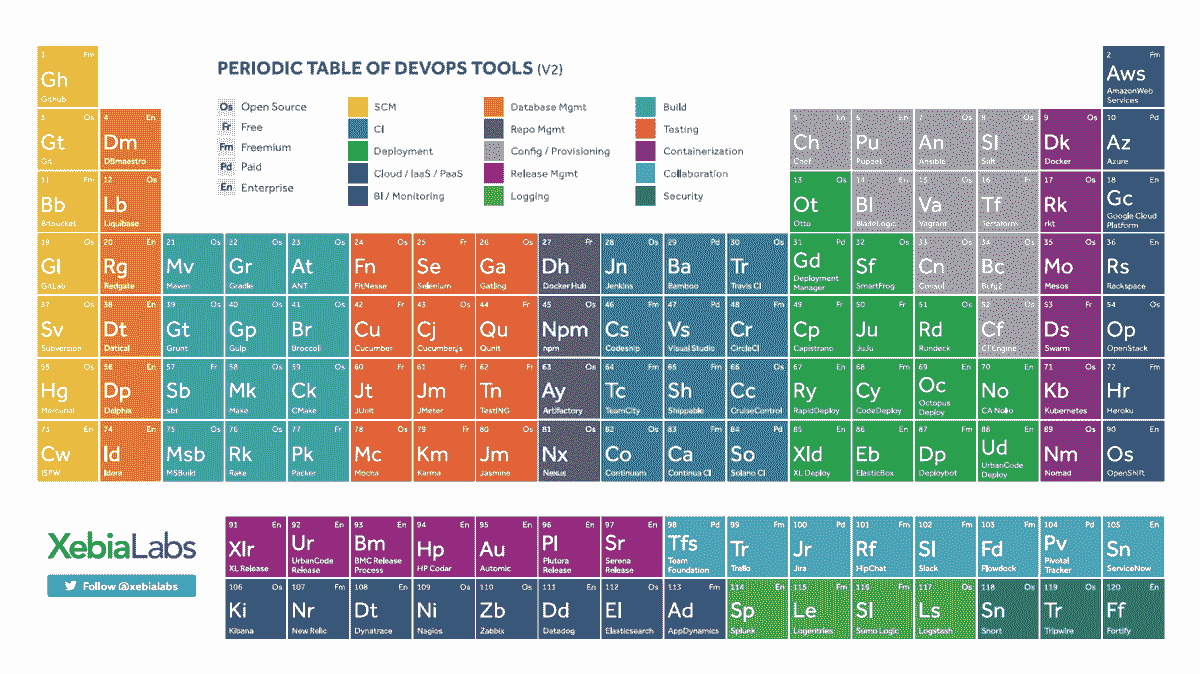 PERIODIC TABLE OF DEVOPS TOOLS (V2)
Os Open Source
Fr Free
Fm Freemium
Pd Paid
En Enterprise
SCM
CI
Deployment
Cloud / IaaS / PaaS
BI / Monitoring
Database Mgmt
Repo Mgmt
Config / Provisioning
Release Mgmt
Logging
Build
Testing
Containerization
Collaboration
Security
1 Fm
Gh
GitHub
2 Fm
Aws
AmazonWeb
Services
3 Os
Gt
Git
4 En
Dm
DBmaestro
5 En
Ch
Chef
6 En
Pu
Puppet
7 Os
An
Ansible
8 Os
Sl
Salt
9 Os
Dk
Docker
10 Pd
Az
Azure
11 Fm
Bb
Bitbucket
12 Os
Lb
Liquibase
13 Os
Ot
Otto
14 En
Bl
BladeLogic
15 Os
Va
Vagrant
16 Fr
Tf
Terraform
17 Os
Rk
rkt
18 En
Gc
Google Cloud
Platform
19 Os
Gl
GitLab
20 En
Rg
Redgate
21 Os
Mv
Maven
22 Os
Gr
Gradle
23 Os
At
ANT
24 Os
Fn
FitNesse
25 Fr
Se
Selenium
26 Os
Ga
Gatling
27 Fr
Dh
Docker Hub
28 Os
Jn
Jenkins
29 Pd
Ba
Bamboo
30 Os
Tr
Travis CI
31 Pd
Gd
Deployment
Manager
32 Os
Sf
SmartFrog
33 Os
Cn
Consul
34 Os
Bc
Bcfg2
35 Os
Mo
Mesos
36 En
Rs
Rackspace
37 Os
Sv
Subversion
38 En
Dt
Datical
39 Os
Gt
Grunt
40 Os
Gp
Gulp
41 Os
Br
Broccoli
42 Fr
Cu
Cucumber
43 Os
Cj
Cucumber.js
44 Fr
Qu
Qunit
45 Os
Npm
npm
46 Fm
Cs
Codeship
47 Pd
Vs
Visual Studio
48 Fm
Cr
CircleCI
49 Fr
Cp
Capistrano
50 Fr
Ju
JuJu
51 Os
Rd
Rundeck
52 Os
Cf
CFEngine
53 Fr
Ds
Swarm
54 Os
Op
OpenStack
55 Os
Hg
Mercurial
56 En
Dp
Delphix
57 Fr
Sb
sbt
58 Os
Mk
Make
59 Os
Ck
CMake
60 Fr
Jt
JUnit
61 Fr
Jm
JMeter
62 Fr
Tn
TestNG
63 Os
Ay
Artifactory
64 Fm
Tc
TeamCity
65 Fm
Sh
Shippable
66 Os
Cc
CruiseControl
67 En
Ry
RapidDeploy
68 Fm
Cy
CodeDeploy
69 En
Oc
Octopus
Deploy
70 En
No
CA Nolio
71 Os
Kb
Kubernetes
72 Fm
Hr
Heroku
73 En
Cw
ISPW
74 En
Id
Idera
75 Os
Msb
MSBuild
76 Os
Rk
Rake
77 Fr
Pk
Packer
78 Os
Mc
Mocha
79 Fr
Km
Karma
80 Os
Jm
Jasmine
81 Os
Nx
Nexus
82 Os
Co
Continuum
83 Os
Ca
Continua CI
84 Pd
So
Solano CI
85 En
Xld
XL Deploy
86 En
Eb
ElasticBox
87 Fm
Dp
Deploybot
88 En
Ud
UrbanCode
Deploy
89 Os
Nm
Nomad
90 En
Os
OpenShift
XebiaLabs
Follow @xebialabs
91 En
Xlr
XL Release
92 En
Ur
UrbanCode
Release
93 En
Bm
BMC Release
Process
94 En
Hp
HP Codar
95 En
Au
Automic
96 En
Pl
Plutora
Release
97 En
Sr
Serena
Release
98 Pd
Tfs
Team
Foundation
99 Fm
Tr
Trello
100 Pd
Jr
Jira
101 Fm
Rf
HipChat
102 Fm
Sl
Slack
103 Fm
Fd
Flowdock
104 Pd
Pv
Pivotal
Tracker
105 En
Sn
ServiceNow
106 Os
Ki
Kibana
107 Fm
Nr
New Relic
108 En
Dt
Dynatrace
109 Os
Ni
Nagios
110 Os
Zb
Zabbix
111 En
Dd
Datadog
112 Os
El
Elasticsearch
113 Fm
Ad
AppDynamics
114 En
Sp
Splunk
115 Fm
Le
Logentries
116 Fm
Sl
Sumo Logic
117 Os
Ls
Logstash
118 Os
Sn
Snort
119 Os
Tr
Tripwire
120 En
Ff
Fortify